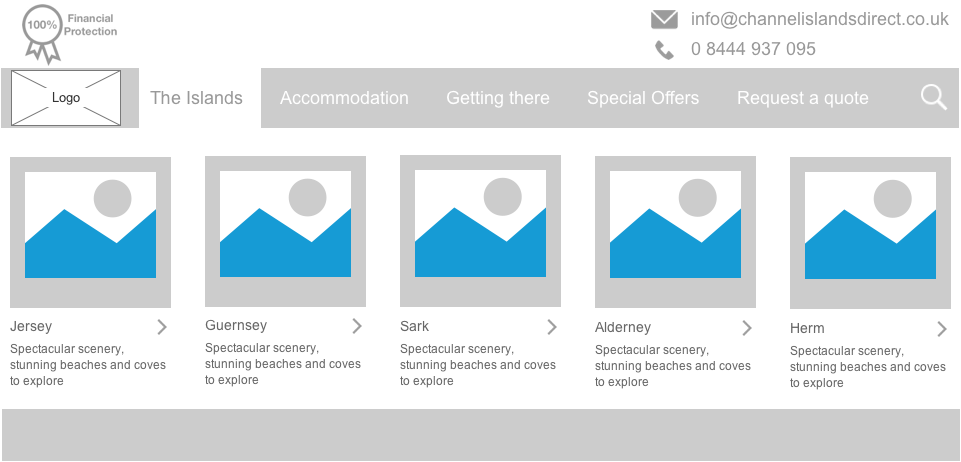 100%
Financial
Protection
info@channelislandsdirect.co.uk
0 8444 937 095
Logo
The Islands
Accommodation
Getting there
Special Offers
Request a quote
Jersey
Spectacular scenery,
stunning beaches and coves
to explore
Guernsey
Spectacular scenery,
stunning beaches and coves
to explore
Sark
Spectacular scenery,
stunning beaches and coves
to explore
Alderney
Spectacular scenery,
stunning beaches and coves
to explore
Herm
Spectacular scenery,
stunning beaches and coves
to explore